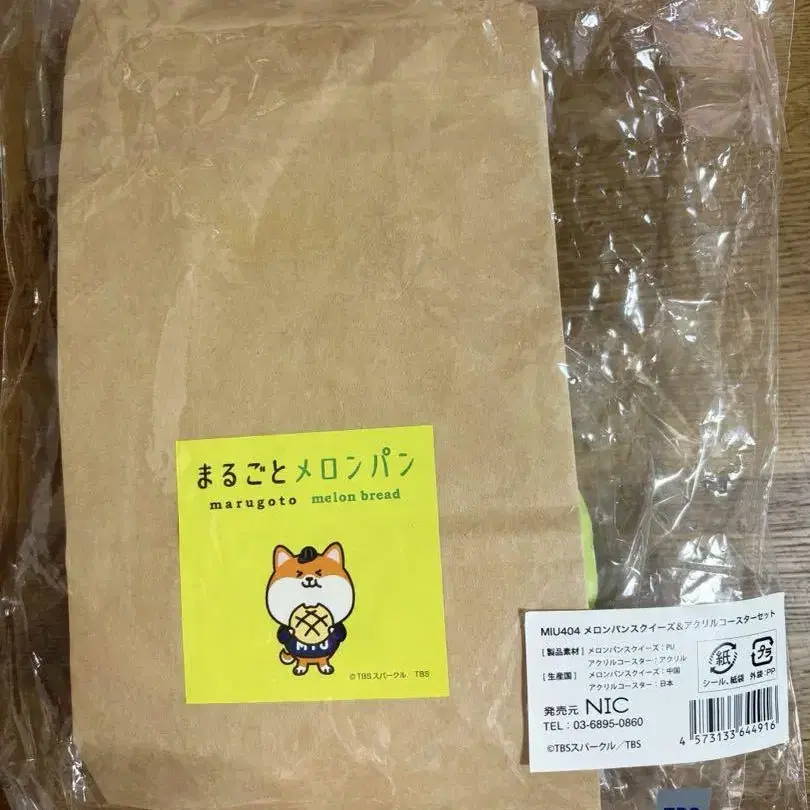 まるごとメロンパン
marugoto melon bread
MIU
©TBSスパークル／TBS
MIU404 メロンパンスクイーズ&アクリルコースターセット
[製品素材] メロンパンスクイーズ：PU
アクリルコースター：アクリル
[生産国] メロンパンスクイーズ：中国
アクリルコースター：日本
紙
シール、紙袋
プラ
外袋：PP
発売元 NIC
TEL：03-6895-0860
©TBSスパークル／TBS
4 573133 644916